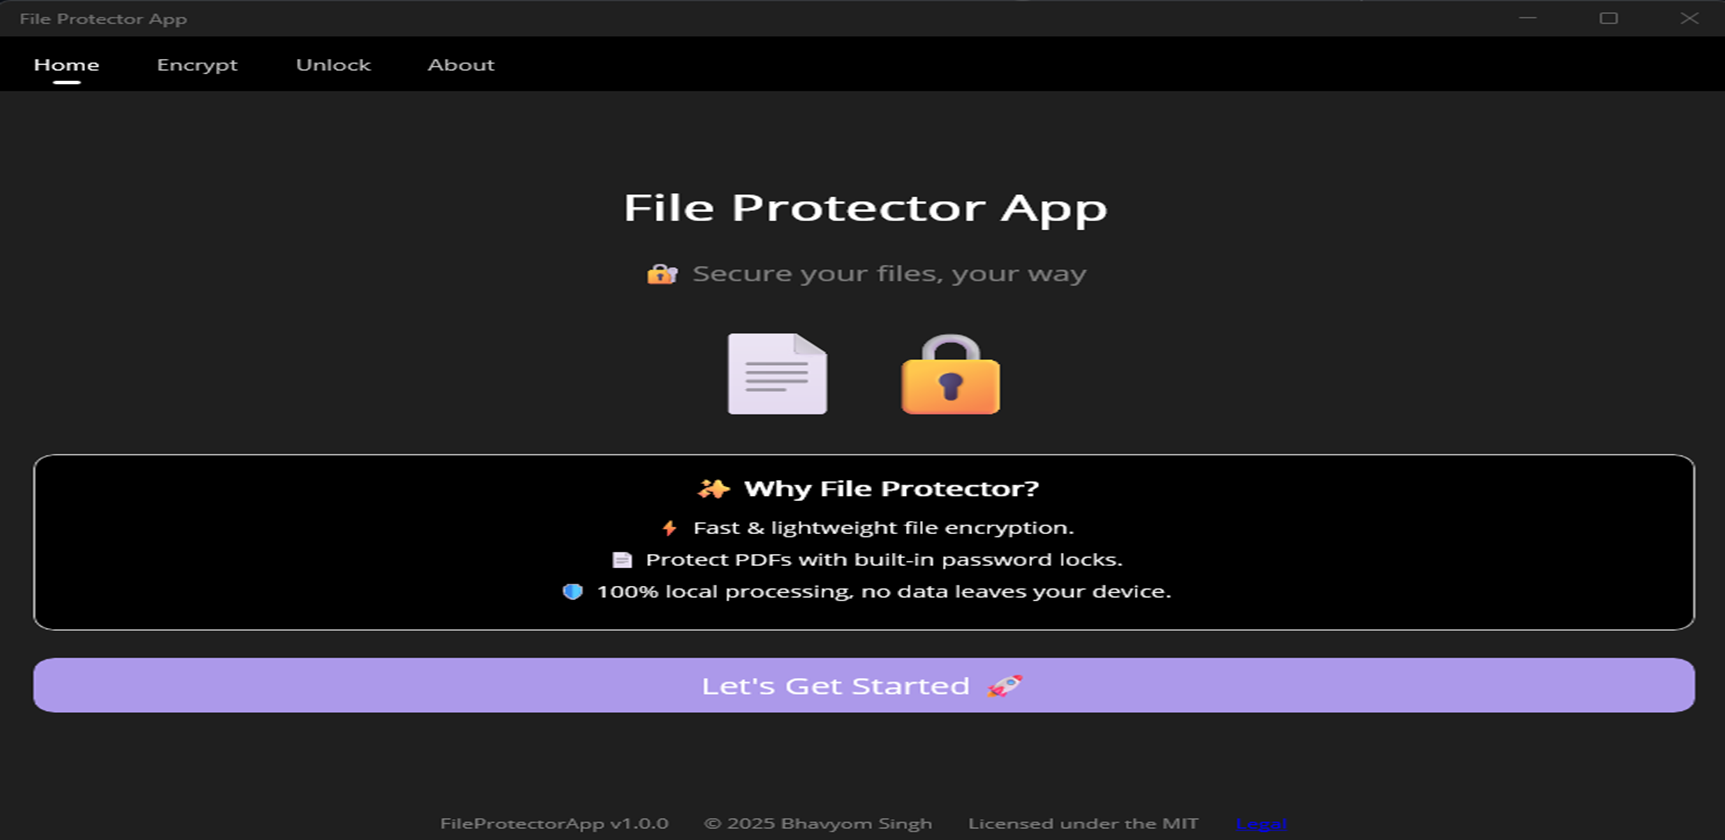 File Protector App
Home Encrypt Unlock About
File Protector App
🔐 Secure your files, your way
✨ Why File Protector?
⚡ Fast & lightweight file encryption.
📄 Protect PDFs with built-in password locks.
🛡️ 100% local processing, no data leaves your device.
Let's Get Started 🚀
FileProtectorApp v1.0.0 © 2025 Bhavyom Singh Licensed under the MIT Legal